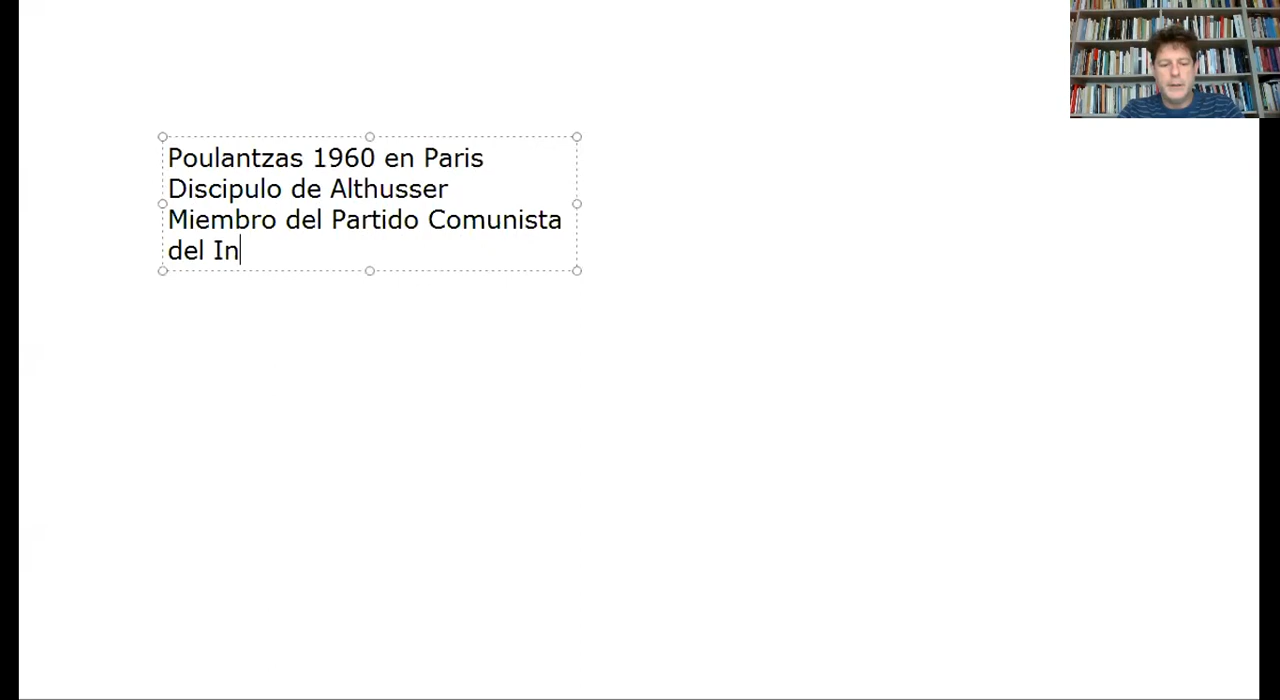 Poulantzas 1960 en Paris
Discipulo de Althusser
Miembro del Partido Comunista
del In